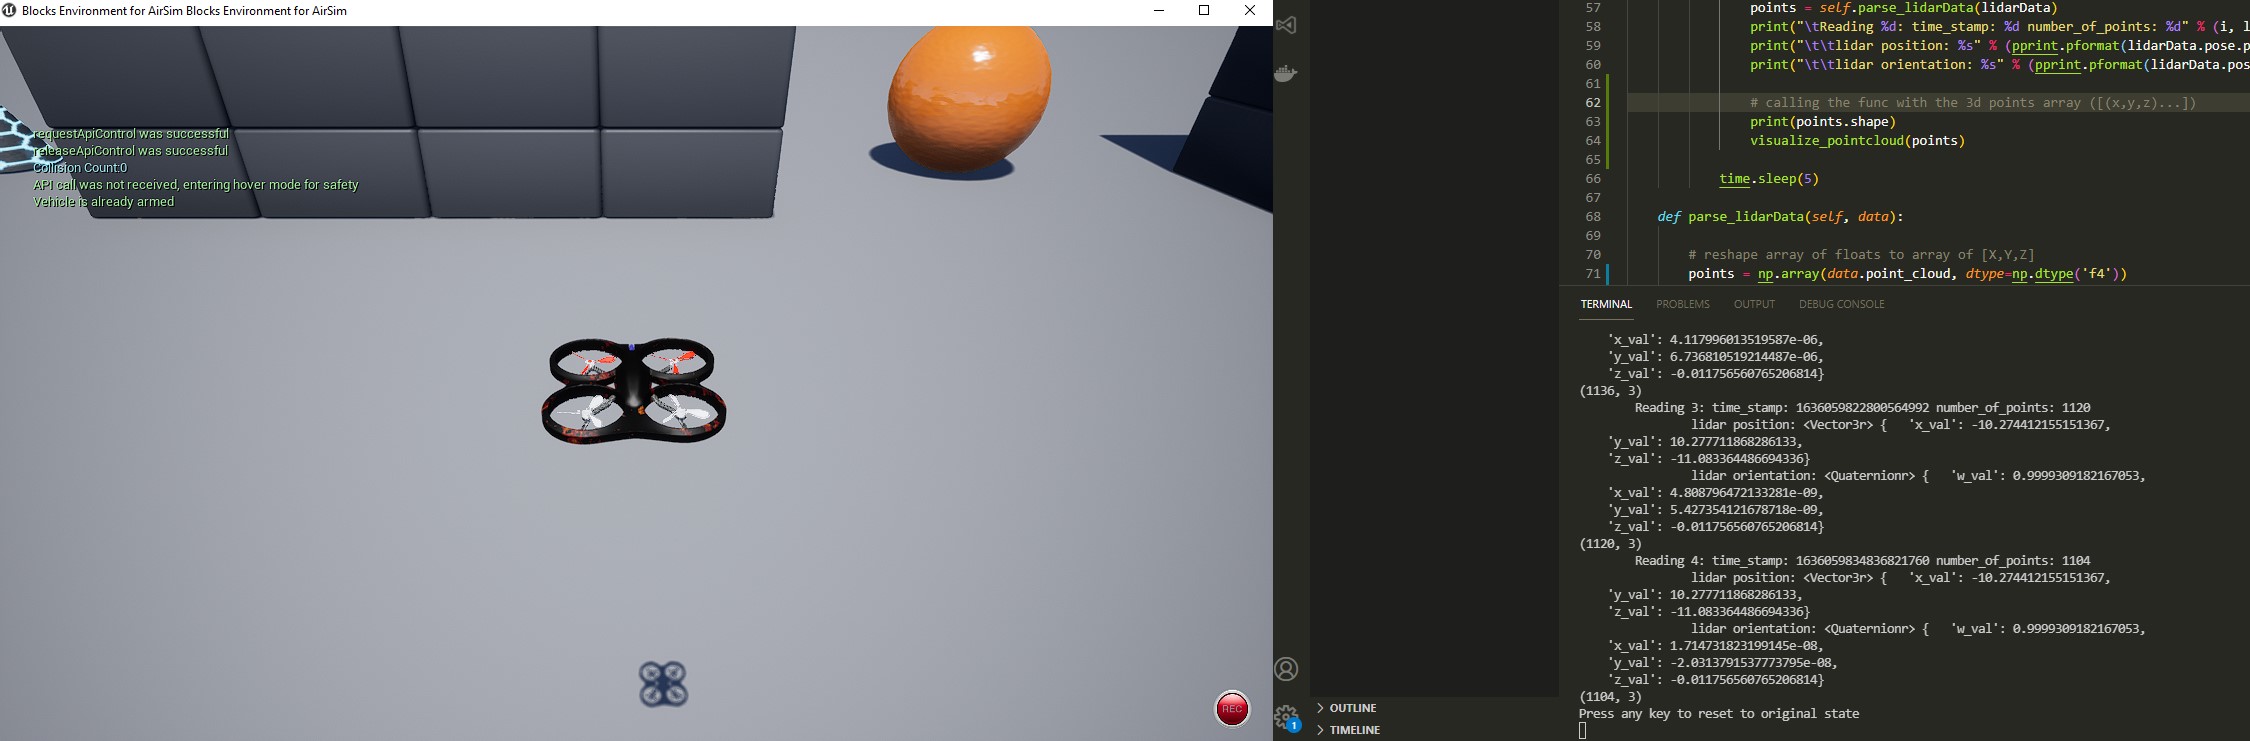 Blocks Environment for AirSim Blocks Environment for AirSim
requestApiControl was successful
releaseApiControl was successful
Collision Count:0
API call was not received, entering hover mode for safety
Vehicle is already armed
REC
57 points = self.parse_lidarData(lidarData)
58 print("\tReading %d: time_stamp: %d number_of_points: %d" % (i, l
59 print("\t\tlidar position: %s" % (pprint.pformat(lidarData.pose.p
60 print("\t\tlidar orientation: %s" % (pprint.pformat(lidarData.pos
61
62 # calling the func with the 3d points array ([(x,y,z)...])
63 print(points.shape)
64 visualize_pointcloud(points)
65
66 time.sleep(5)
67
68 def parse_lidarData(self, data):
69
70 # reshape array of floats to array of [X,Y,Z]
71 points = np.array(data.point_cloud, dtype=np.dtype('f4'))
TERMINAL PROBLEMS OUTPUT DEBUG CONSOLE
'x_val': 4.117996013519587e-06,
'y_val': 6.736810519214487e-06,
'z_val': -0.011756560765206814}
(1136, 3)
Reading 3: time_stamp: 1636059822800564992 number_of_points: 1120
lidar position: <Vector3r> { 'x_val': -10.274412155151367,
'y_val': 10.277711868286133,
'z_val': -11.083364486694336}
lidar orientation: <Quaternionr> { 'w_val': 0.9999309182167053,
'x_val': 4.808796472133281e-09,
'y_val': 5.427354121678718e-09,
'z_val': -0.011756560765206814}
(1120, 3)
Reading 4: time_stamp: 1636059834836821760 number_of_points: 1104
lidar position: <Vector3r> { 'x_val': -10.274412155151367,
'y_val': 10.277711868286133,
'z_val': -11.083364486694336}
lidar orientation: <Quaternionr> { 'w_val': 0.9999309182167053,
'x_val': 1.714731823199145e-08,
'y_val': -2.0313791537773795e-08,
'z_val': -0.011756560765206814}
(1104, 3)
Press any key to reset to original state
1
OUTLINE
TIMELINE